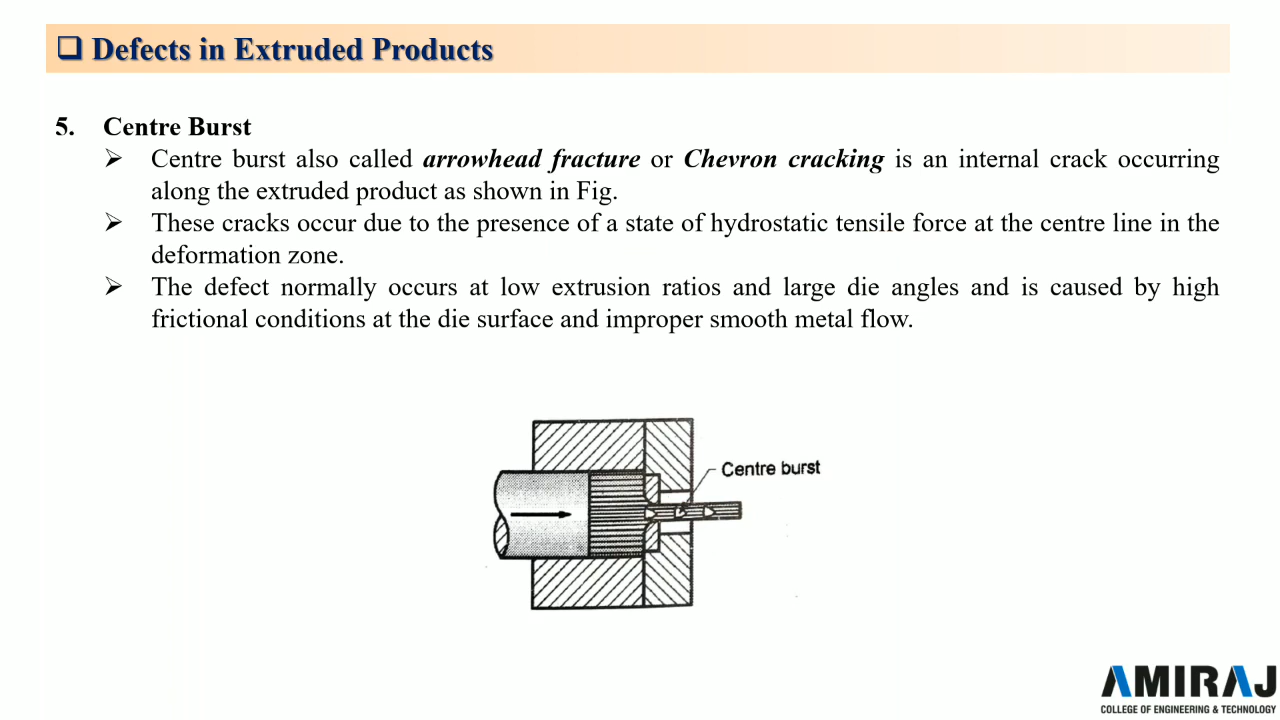 ❑ Defects in Extruded Products
5. Centre Burst
➢ Centre burst also called arrowhead fracture or Chevron cracking is an internal crack occurring
along the extruded product as shown in Fig.
➢ These cracks occur due to the presence of a state of hydrostatic tensile force at the centre line in the
deformation zone.
➢ The defect normally occurs at low extrusion ratios and large die angles and is caused by high
frictional conditions at the die surface and improper smooth metal flow.
Centre burst
AMIRAJ
COLLEGE OF ENGINEERING & TECHNOLOGY